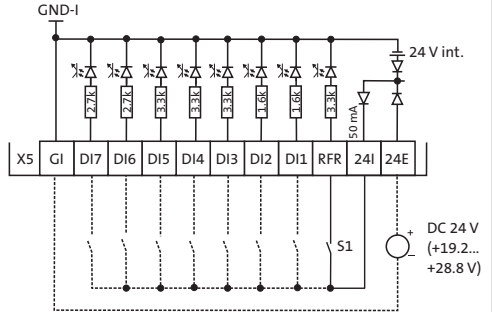 GND-I
24 V int.
2.7k
2.7k
3.3k
3.3k
3.3k
1.6k
1.6k
3.3k
50 mA
X5
GI
DI7
DI6
DI5
DI4
DI3
DI2
DI1
RFR
24I
24E
S1
+
−
DC 24 V
(+19.2...
+28.8 V)